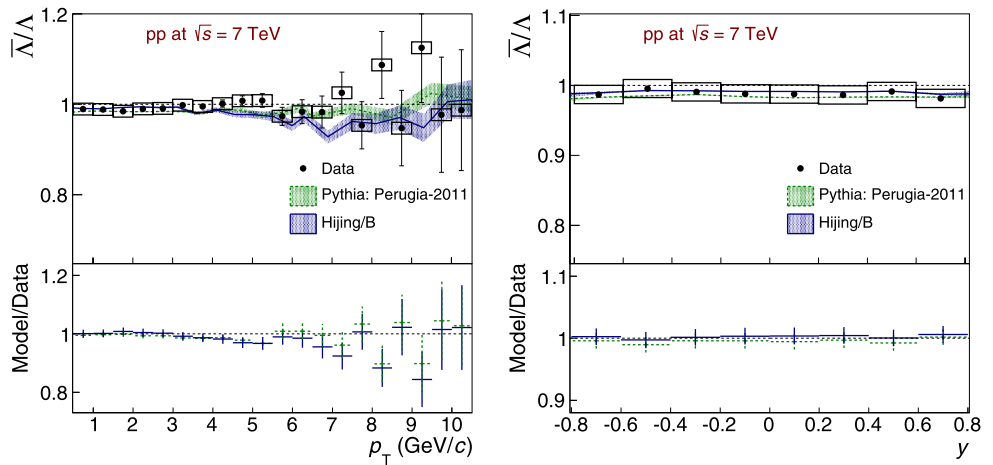 Λ̅/Λ
pp at √s = 7 TeV
1.2
1
0.8
Data
Pythia: Perugia-2011
Hijing/B
Model/Data
1.2
1
0.8
1 2 3 4 5 6 7 8 9 10
p_T (GeV/c)
Λ̅/Λ
pp at √s = 7 TeV
1.1
1
0.9
0.8
Data
Pythia: Perugia-2011
Hijing/B
Model/Data
1.1
1
0.9
-0.8 -0.6 -0.4 -0.2 0 0.2 0.4 0.6 0.8
y